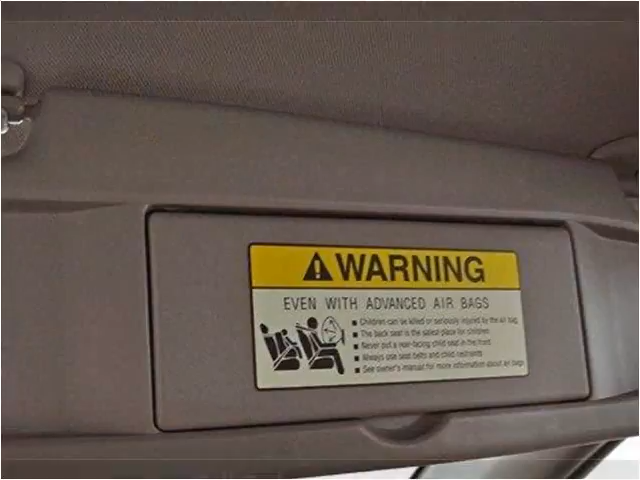 WARNING
EVEN WITH ADVANCED AIR BAGS
■ Children can be killed or seriously injured by the air bag
■ The back seat is the safest place for children
■ Never put a rear-facing child seat in the front
■ Always use seat belts and child restraints
■ See owner's manual for more information about air bags